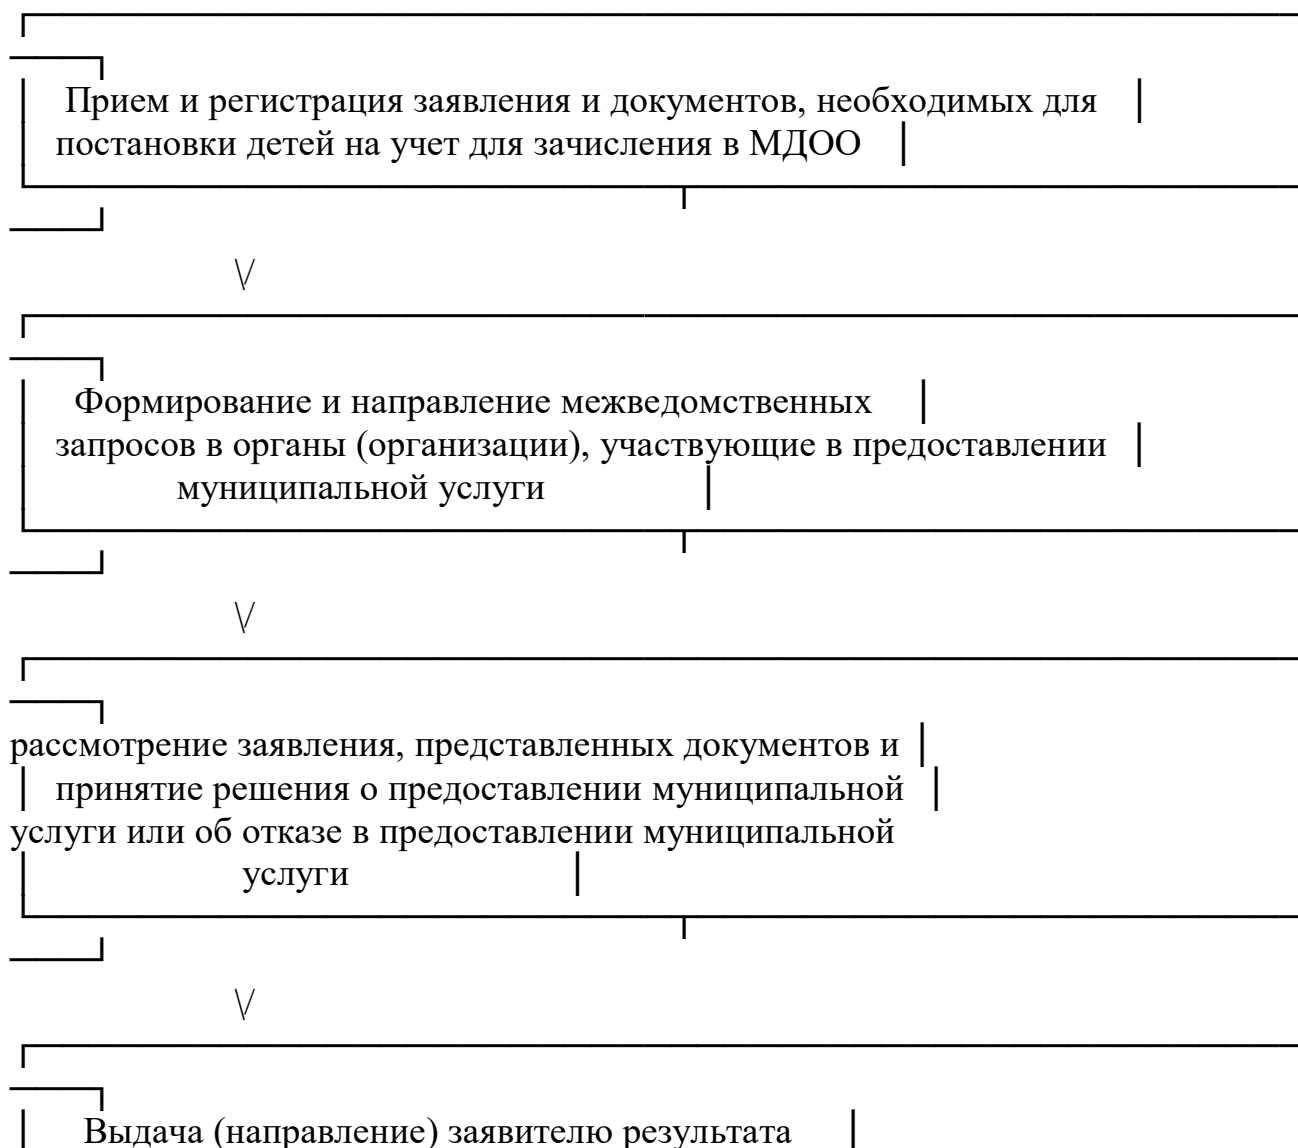 Прием и регистрация заявления и документов, необходимых для
постановки детей на учет для зачисления в МДОО
\/
Формирование и направление межведомственных
запросов в органы (организации), участвующие в предоставлении
муниципальной услуги
\/
рассмотрение заявления, представленных документов и
принятие решения о предоставлении муниципальной
услуги или об отказе в предоставлении муниципальной
услуги
\/
Выдача (направление) заявителю результата